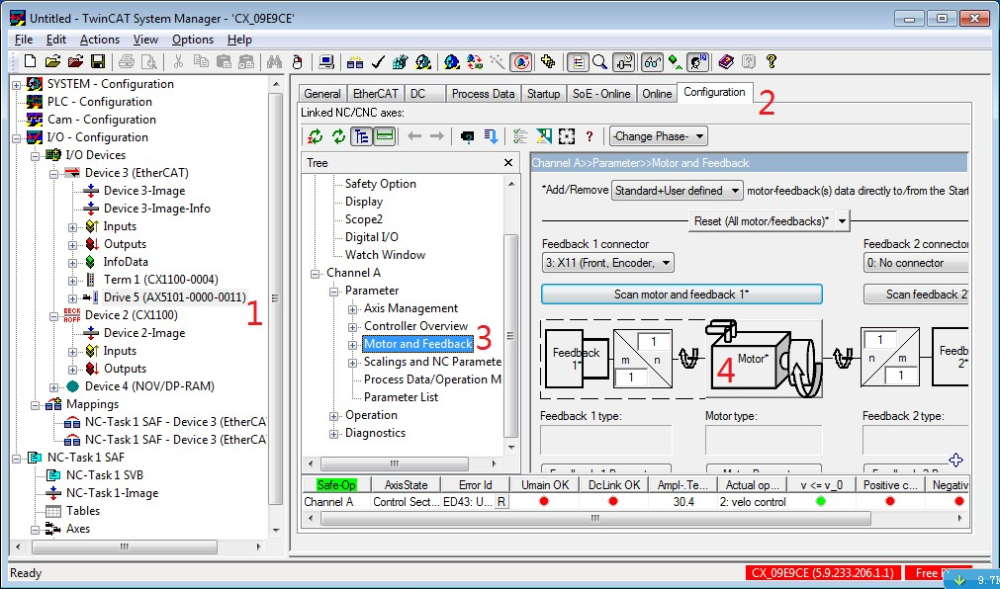 Untitled - TwinCAT System Manager - 'CX_09E9CE'
File Edit Actions View Options Help
SYSTEM - Configuration
PLC - Configuration
Cam - Configuration
I/O - Configuration
I/O Devices
Device 3 (EtherCAT)
Device 3-Image
Device 3-Image-Info
Inputs
Outputs
InfoData
Term 1 (CX1100-0004)
Drive 5 (AX5101-0000-0011)
1
BECK
HOFF
Device 2 (CX1100)
Device 2-Image
Inputs
Outputs
Device 4 (NOV/DP-RAM)
Mappings
NC-Task 1 SAF - Device 3 (EtherCA
NC-Task 1 SAF - Device 3 (EtherCA
NC-Task 1 SAF
NC-Task 1 SVB
NC-Task 1-Image
Tables
Axes
General EtherCAT DC Process Data Startup SoE - Online Online Configuration
2
Linked NC/CNC axes:
-Change Phase-
Tree
Safety Option
Display
Scope2
Digital I/O
Watch Window
Channel A
Parameter
Axis Management
Controller Overview
Motor and Feedback
3
Scalings and NC Paramete
Process Data/Operation M
Parameter List
Operation
Diagnostics
Channel A>>Parameter>>Motor and Feedback
*Add/Remove Standard+User defined motor-feedback(s) data directly to/from the Start
Reset (All motor/feedbacks)*
Feedback 1 connector Feedback 2 connector
3: X11 (Front, Encoder, 0: No connector
Scan motor and feedback 1* Scan feedback 2
Feedback
1*
1
m n
1
4
Motor*
1
n m
1
Feedb
2*
Feedback 1 type: Motor type: Feedback 2 type:
Safe-Op AxisState Error Id Umain OK DcLink OK Ampl-.Te... Actual op... v <= v_0 Positive c... Negativ
Channel A Control Sect... ED43: U... R 30.4 2: velo control
Ready
CX_09E9CE (5.9.233.206.1.1) Free
9.7K